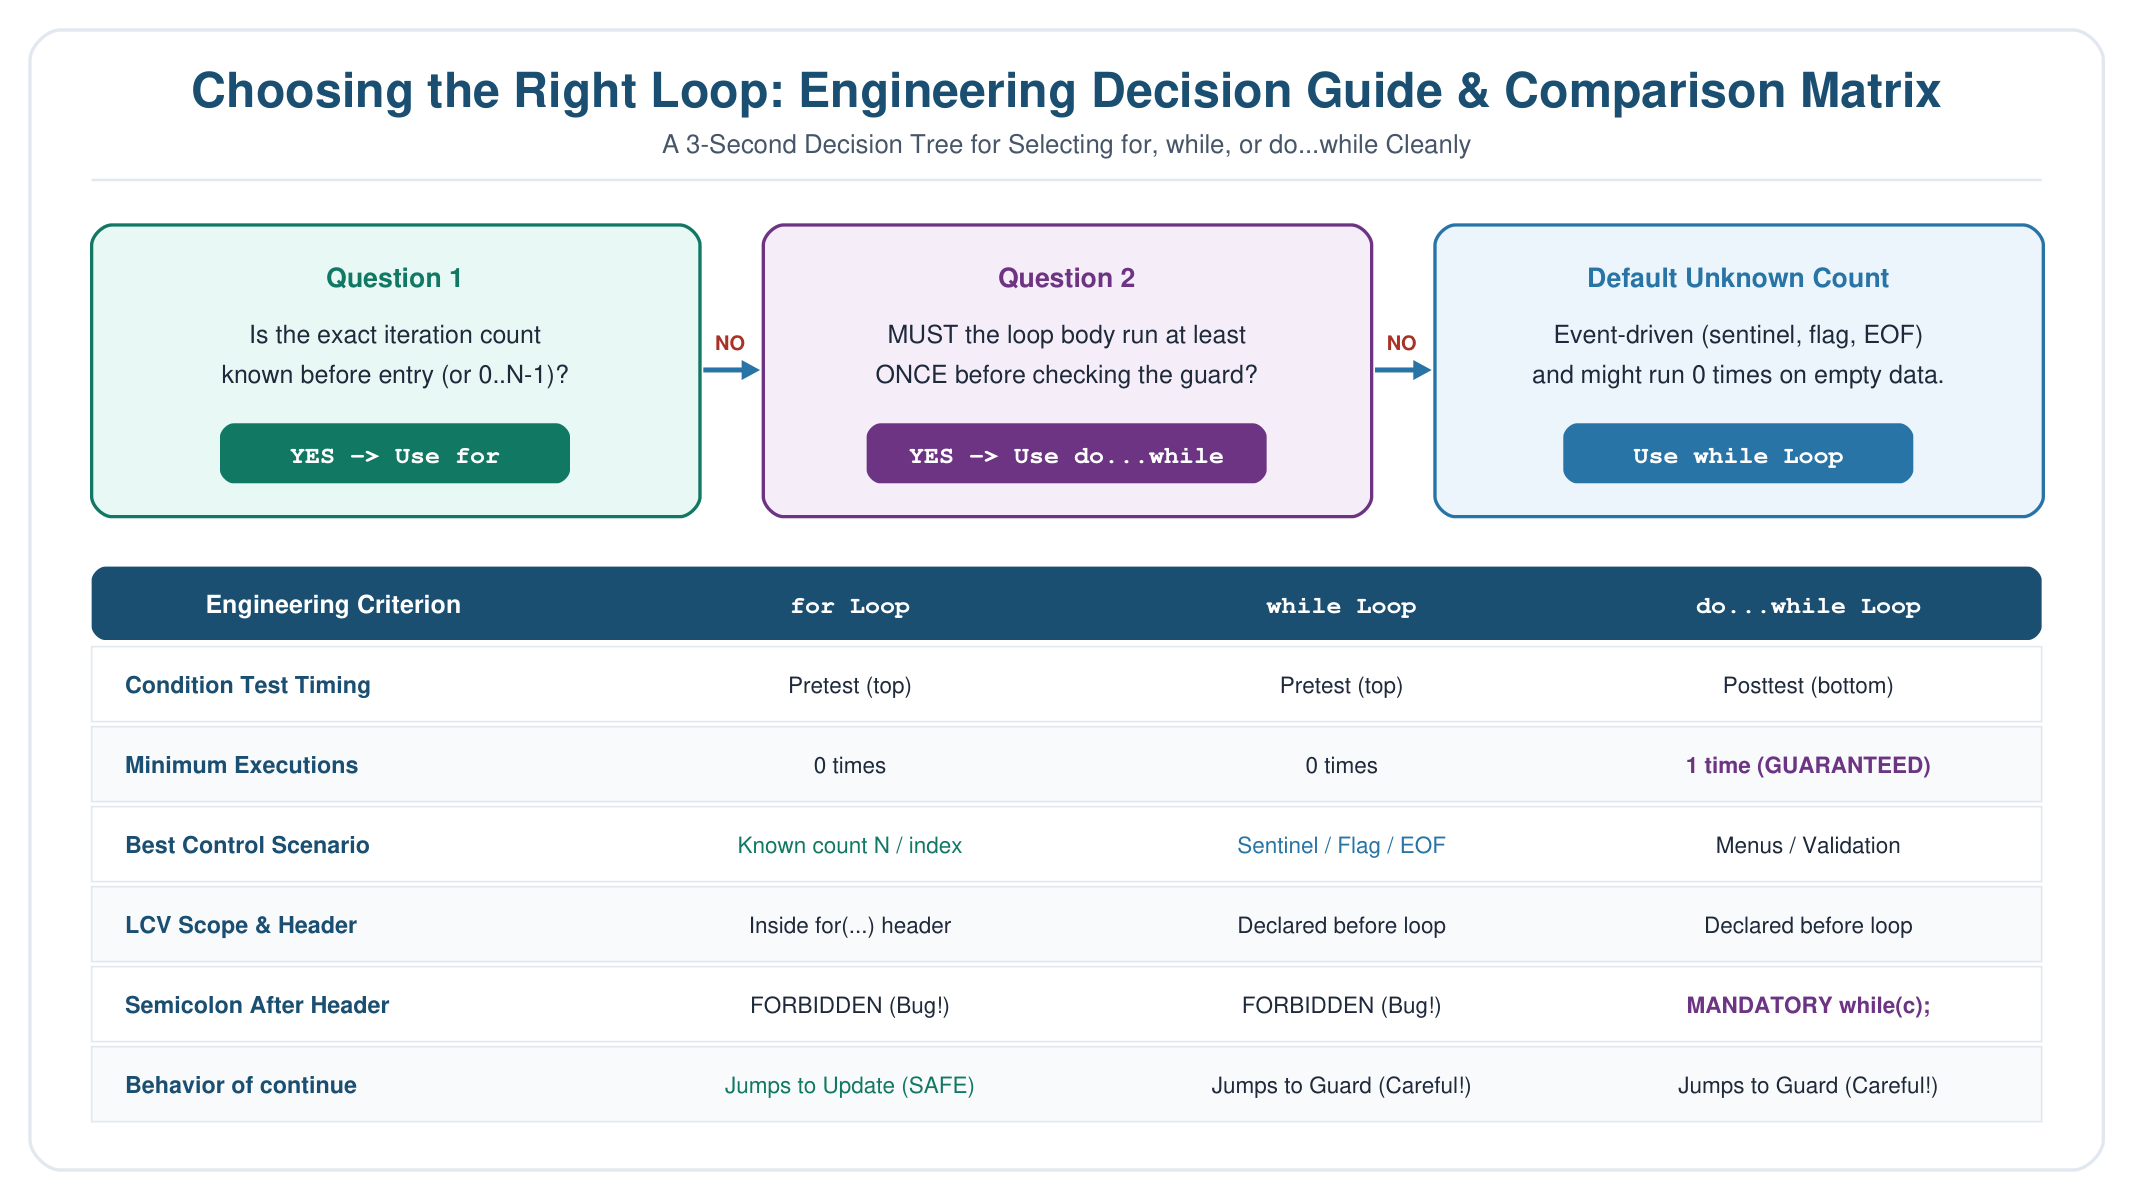 Choosing the Right Loop: Engineering Decision Guide & Comparison Matrix
A 3-Second Decision Tree for Selecting for, while, or do...while Cleanly
Question 1
Is the exact iteration count
known before entry (or 0..N-1)?
YES -> Use for
NO
Question 2
MUST the loop body run at least
ONCE before checking the guard?
YES -> Use do...while
NO
Default Unknown Count
Event-driven (sentinel, flag, EOF)
and might run 0 times on empty data.
Use while Loop
Engineering Criterion for Loop while Loop do...while Loop
Condition Test Timing Pretest (top) Pretest (top) Posttest (bottom)
Minimum Executions 0 times 0 times 1 time (GUARANTEED)
Best Control Scenario Known count N / index Sentinel / Flag / EOF Menus / Validation
LCV Scope & Header Inside for(...) header Declared before loop Declared before loop
Semicolon After Header FORBIDDEN (Bug!) FORBIDDEN (Bug!) MANDATORY while(c);
Behavior of continue Jumps to Update (SAFE) Jumps to Guard (Careful!) Jumps to Guard (Careful!)